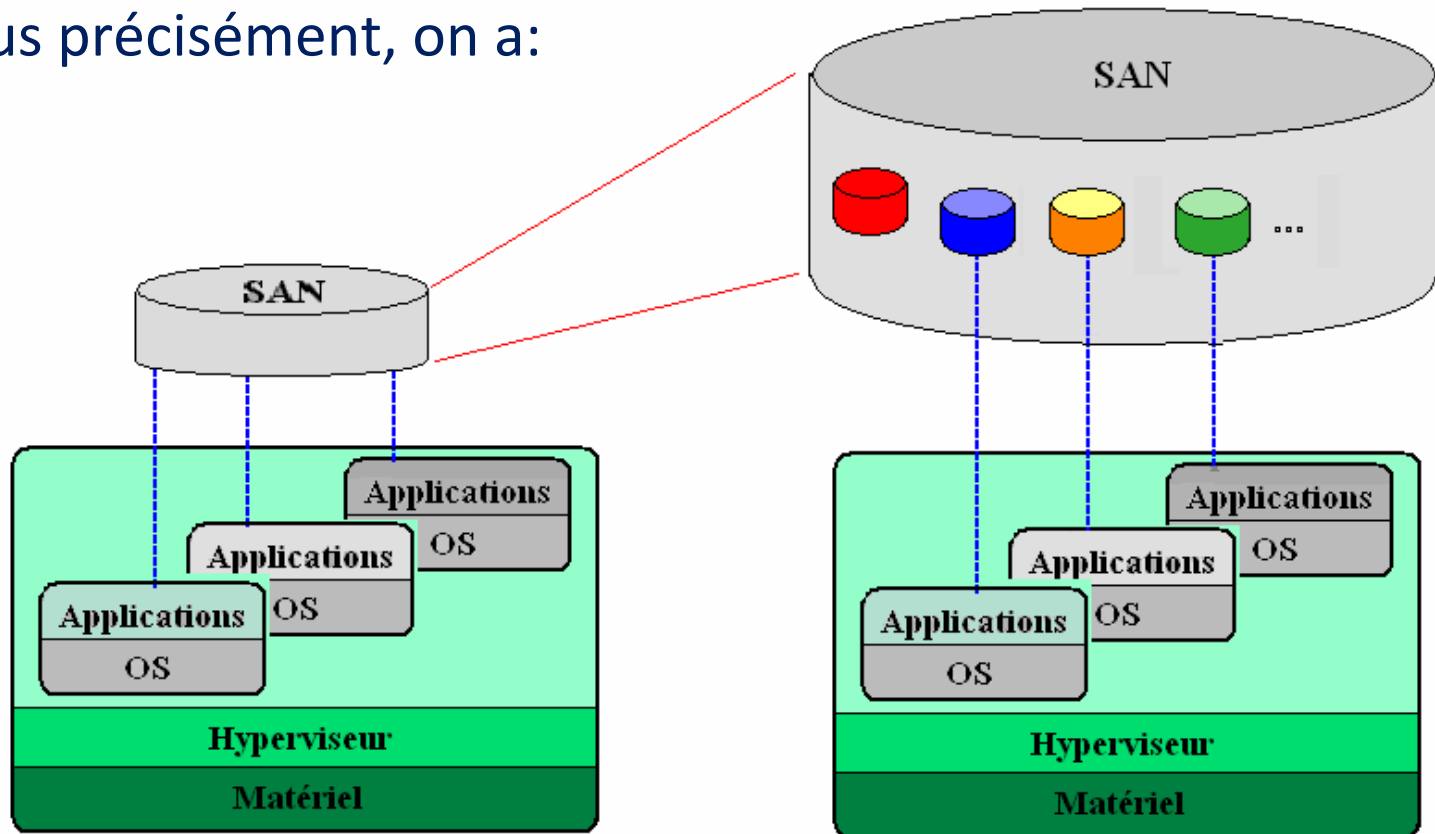 us précisément, on a:
SAN
SAN
...
Applications
OS
Applications
OS
Applications
OS
Hyperviseur
Matériel
Applications
OS
Applications
OS
Applications
OS
Hyperviseur
Matériel